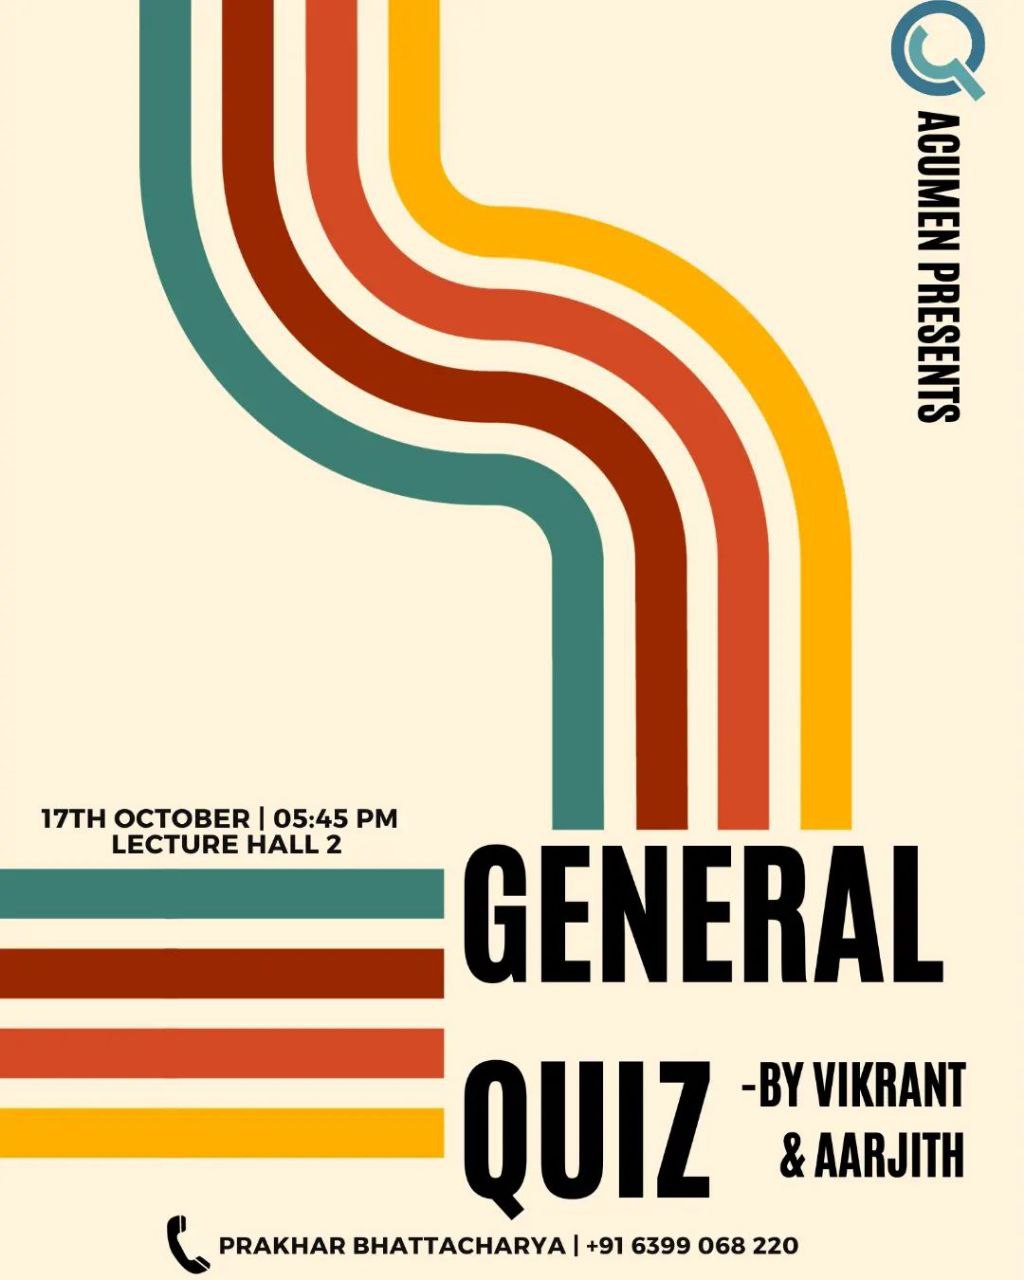 ACUMEN PRESENTS
17TH OCTOBER | 05:45 PM
LECTURE HALL 2
GENERAL
QUIZ
-BY VIKRANT
& AARJITH
PRAKHAR BHATTACHARYA | +91 6399 068 220